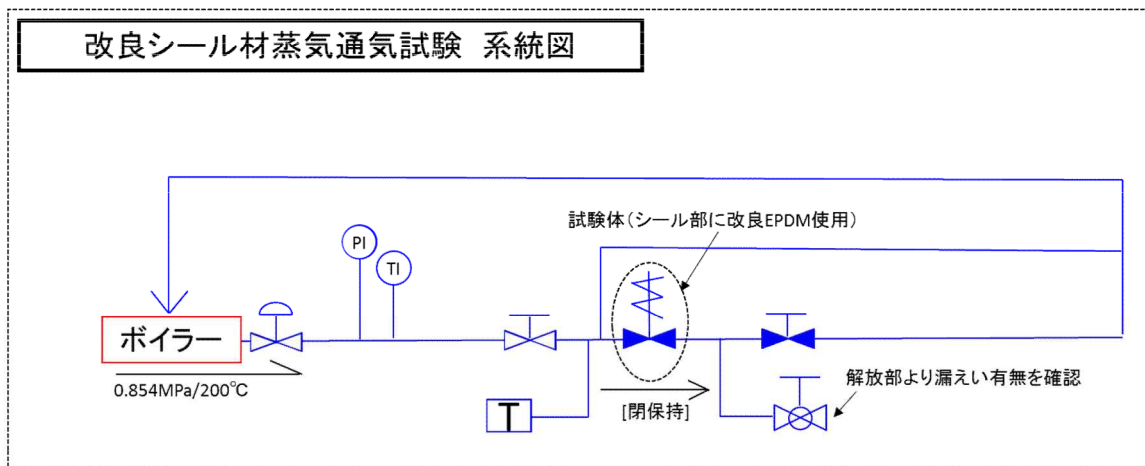 改良シール材蒸気通気試験 系統図
試験体（シール部に改良EPDM使用）
PI
TI
ボイラー
0.854MPa/200℃
T
[閉保持]
解放部より漏えい有無を確認